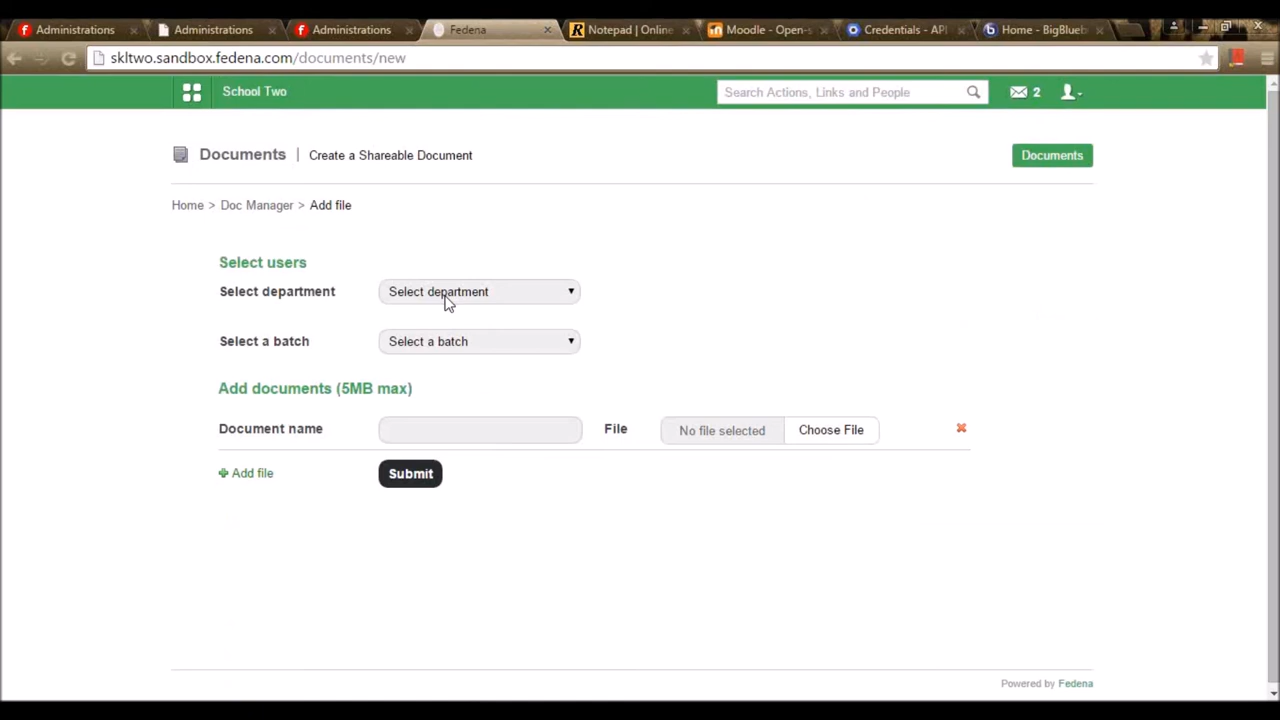 Administrations
Administrations
Administrations
Fedena
Notepad | Online
Moodle - Open-s
Credentials - API
Home - BigBlueb
skltwo.sandbox.fedena.com/documents/new
School Two
Search Actions, Links and People
2
Documents | Create a Shareable Document
Documents
Home > Doc Manager > Add file
Select users
Select department Select department
Select a batch Select a batch
Add documents (5MB max)
Document name File No file selected Choose File
Add file Submit
Powered by Fedena